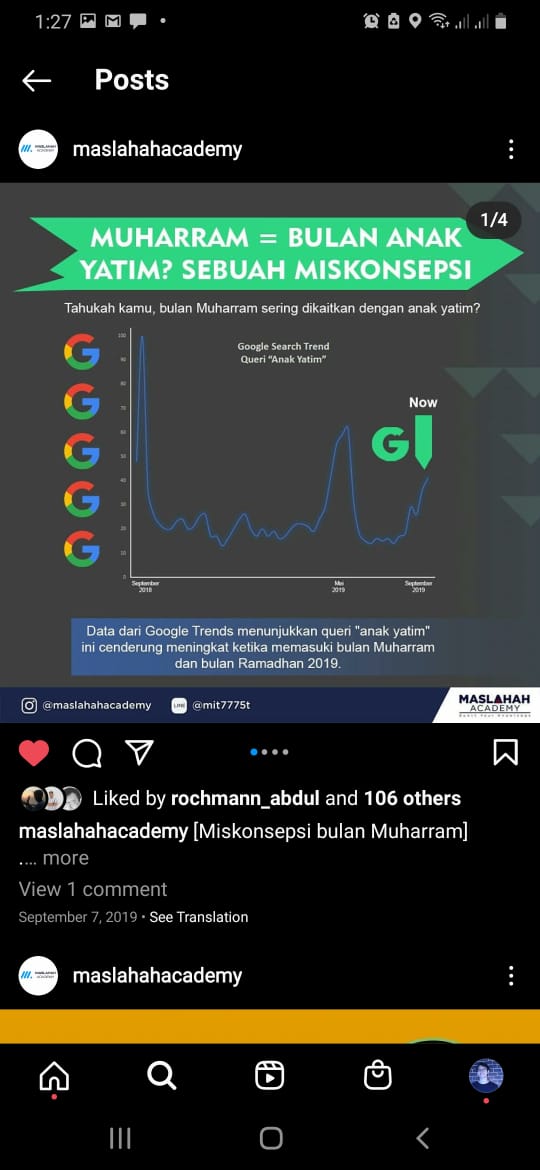 1:27
Posts
maslahahacademy
1/4
MUHARRAM = BULAN ANAK
YATIM? SEBUAH MISKONSEPSI
Tahukah kamu, bulan Muharram sering dikaitkan dengan anak yatim?
Google Search Trend
Queri “Anak Yatim”
100
90
80
70
60
50
40
30
20
10
0
Now
September
2018
Mei
2019
September
2019
Data dari Google Trends menunjukkan queri "anak yatim"
ini cenderung meningkat ketika memasuki bulan Muharram
dan bulan Ramadhan 2019.
@maslahahacademy
LINE
@mit7775t
MASLAHAH
ACADEMY
Liked by rochmann_abdul and 106 others
maslahahacademy [Miskonsepsi bulan Muharram]
.... more
View 1 comment
September 7, 2019 • See Translation
maslahahacademy